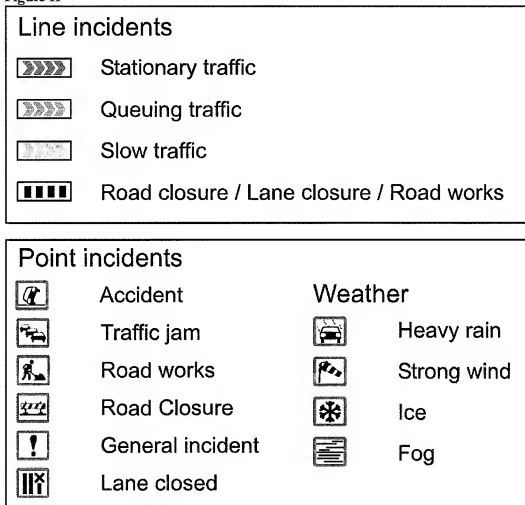 Line incidents
Stationary traffic
Queuing traffic
Slow traffic
Road closure / Lane closure / Road works
Point incidents
Accident
Traffic jam
Road works
Road Closure
General incident
Lane closed
Weather
Heavy rain
Strong wind
Ice
Fog